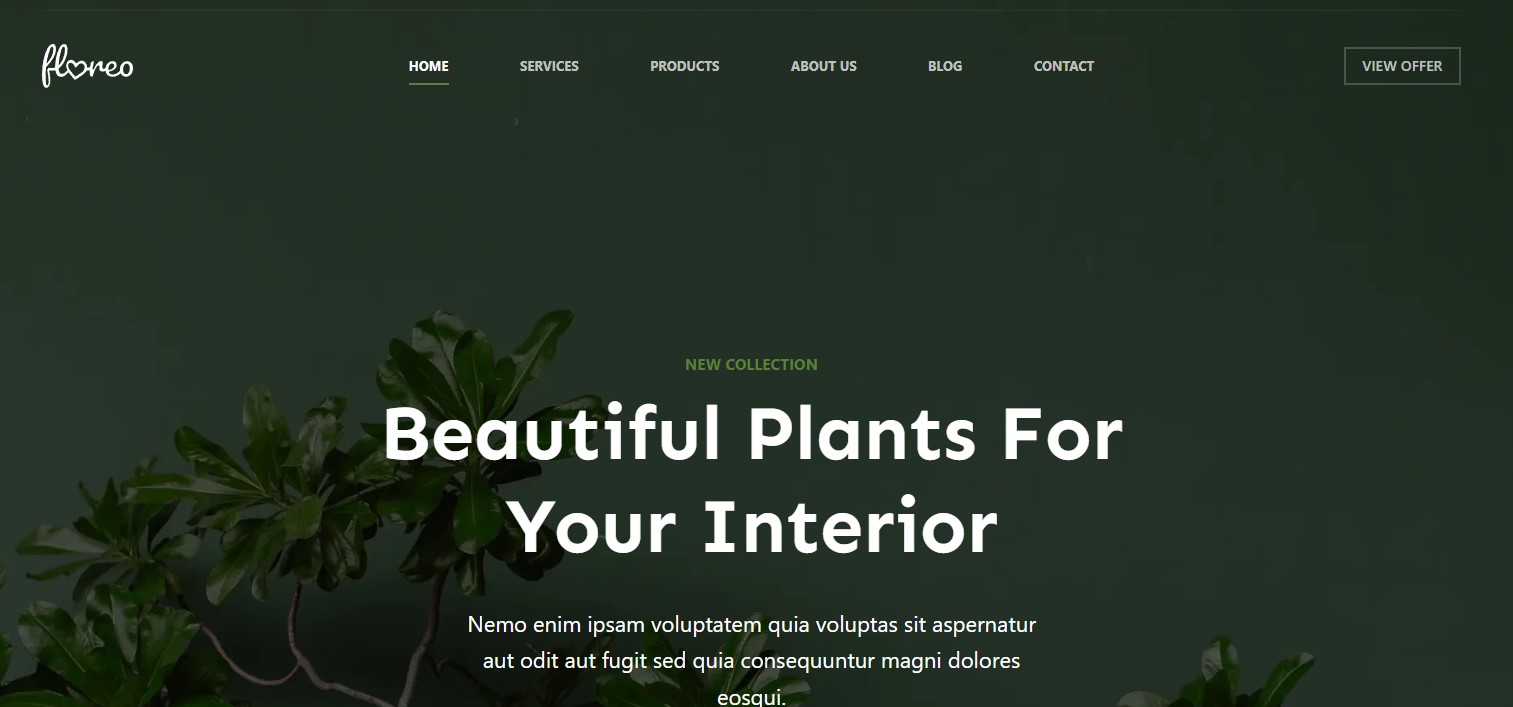 floreo
HOME SERVICES PRODUCTS ABOUT US BLOG CONTACT VIEW OFFER
NEW COLLECTION
Beautiful Plants For
Your Interior
Nemo enim ipsam voluptatem quia voluptas sit aspernatur
aut odit aut fugit sed quia consequuntur magni dolores
eosqui.